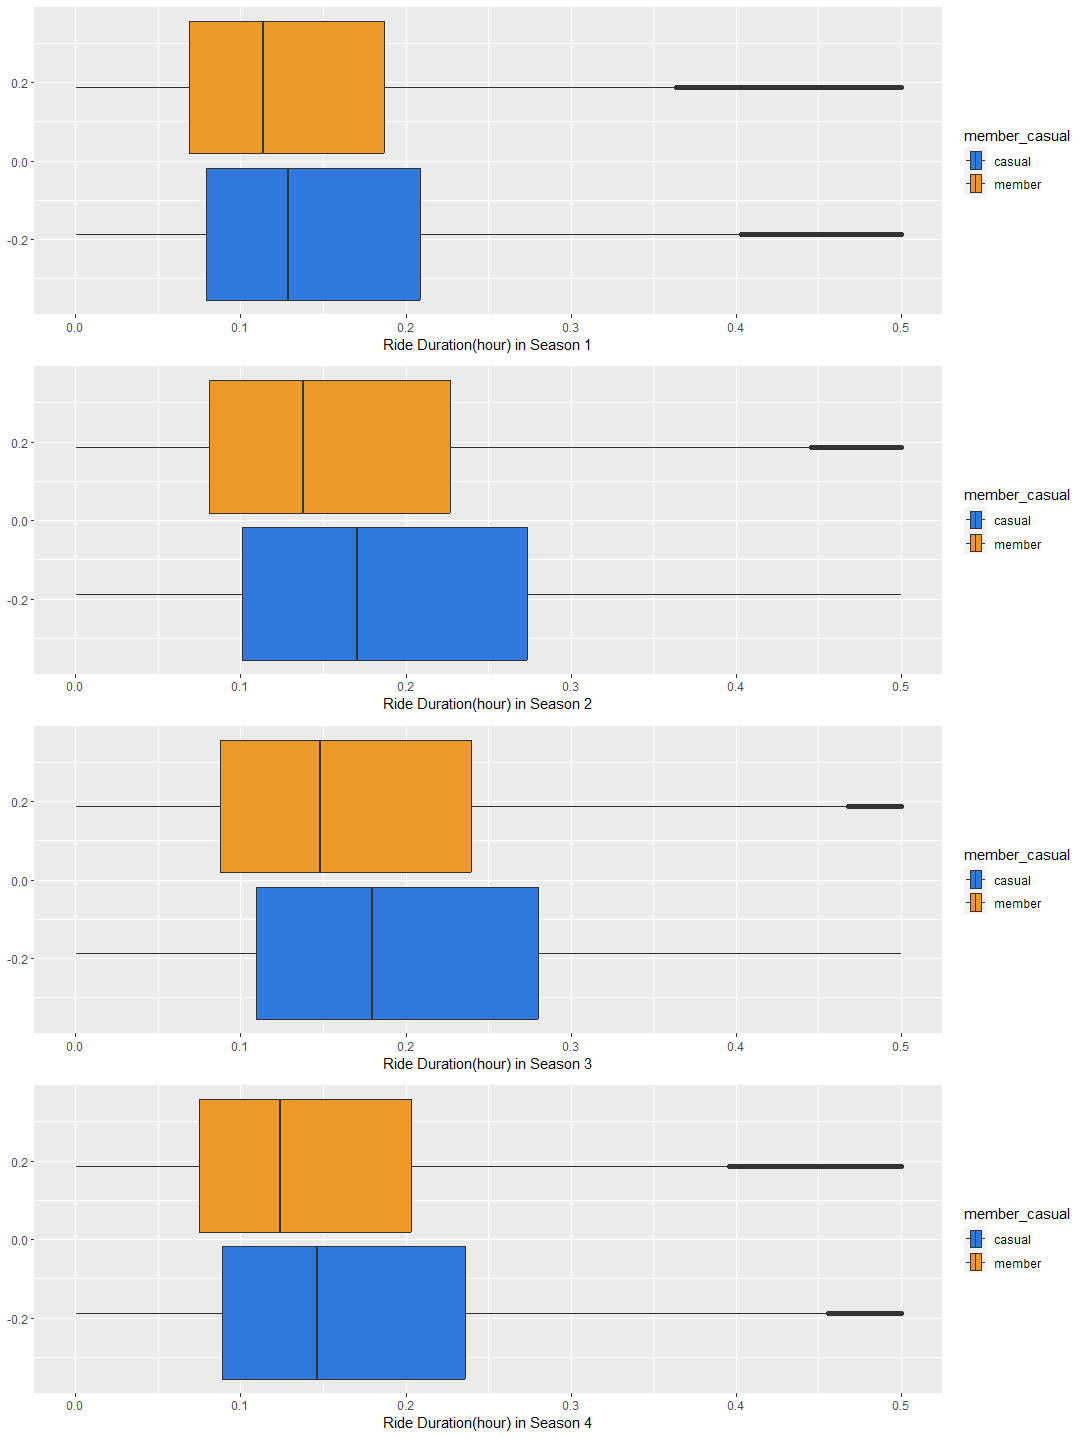 0.2
0.0
-0.2
0.0 0.1 0.2 0.3 0.4 0.5
Ride Duration(hour) in Season 1
member_casual
casual
member
0.2
0.0
-0.2
0.0 0.1 0.2 0.3 0.4 0.5
Ride Duration(hour) in Season 2
member_casual
casual
member
0.2
0.0
-0.2
0.0 0.1 0.2 0.3 0.4 0.5
Ride Duration(hour) in Season 3
member_casual
casual
member
0.2
0.0
-0.2
0.0 0.1 0.2 0.3 0.4 0.5
Ride Duration(hour) in Season 4
member_casual
casual
member